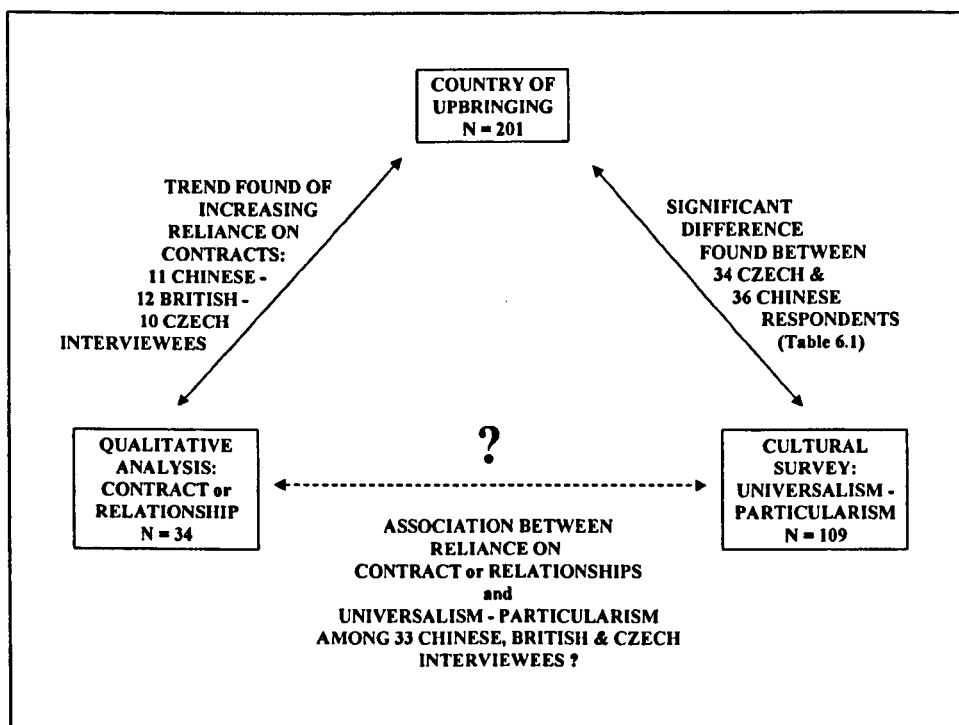 COUNTRY OF
UPBRINGING
N = 201
TREND FOUND OF
INCREASING
RELIANCE ON
CONTRACTS:
11 CHINESE -
12 BRITISH -
10 CZECH
INTERVIEWEES
SIGNIFICANT
DIFFERENCE
FOUND BETWEEN
34 CZECH &
36 CHINESE
RESPONDENTS
(Table 6.1)
QUALITATIVE
ANALYSIS:
CONTRACT or
RELATIONSHIP
N = 34
?
CULTURAL
SURVEY:
UNIVERSALISM -
PARTICULARISM
N = 109
ASSOCIATION BETWEEN
RELIANCE ON
CONTRACT or RELATIONSHIPS
and
UNIVERSALISM - PARTICULARISM
AMONG 33 CHINESE, BRITISH & CZECH
INTERVIEWEES ?